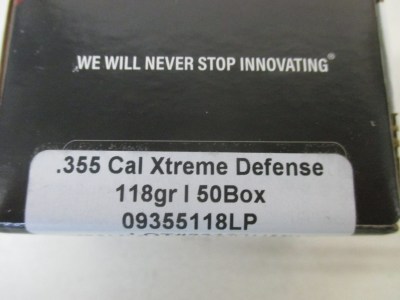 WE WILL NEVER STOP INNOVATING®
.355 Cal Xtreme Defense
118gr | 50Box
09355118LP